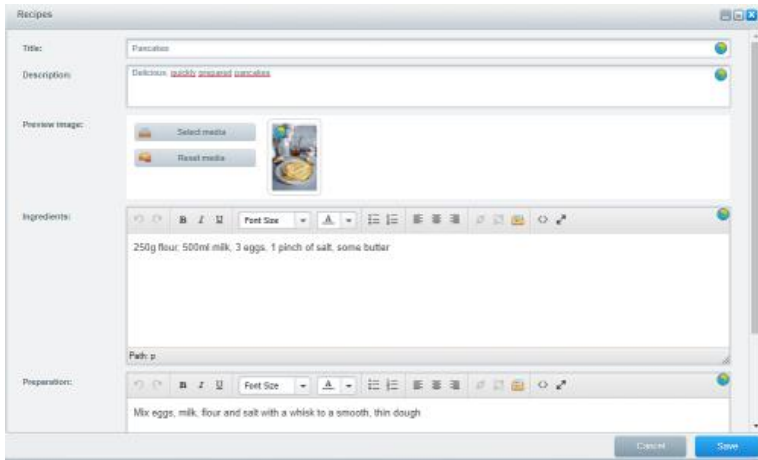 Recipes
Title:
Pancakes
Description:
Delicious, quickly prepared pancakes
Preview image:
Select media
Reset media
Ingredients:
B I U Font Size A
250g flour, 500ml milk, 3 eggs, 1 pinch of salt, some butter
Path: p
Preparation:
B I U Font Size A
Mix eggs, milk, flour and salt with a whisk to a smooth, thin dough
Cancel Save